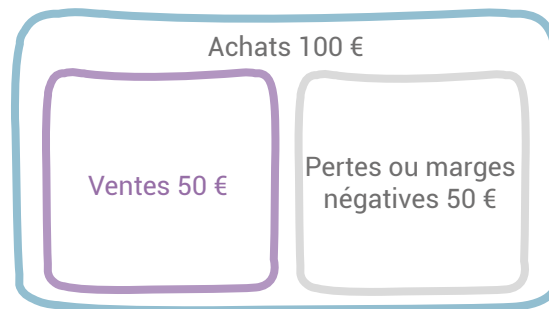 Achats 100 €
Ventes 50 €
Pertes ou marges
négatives 50 €